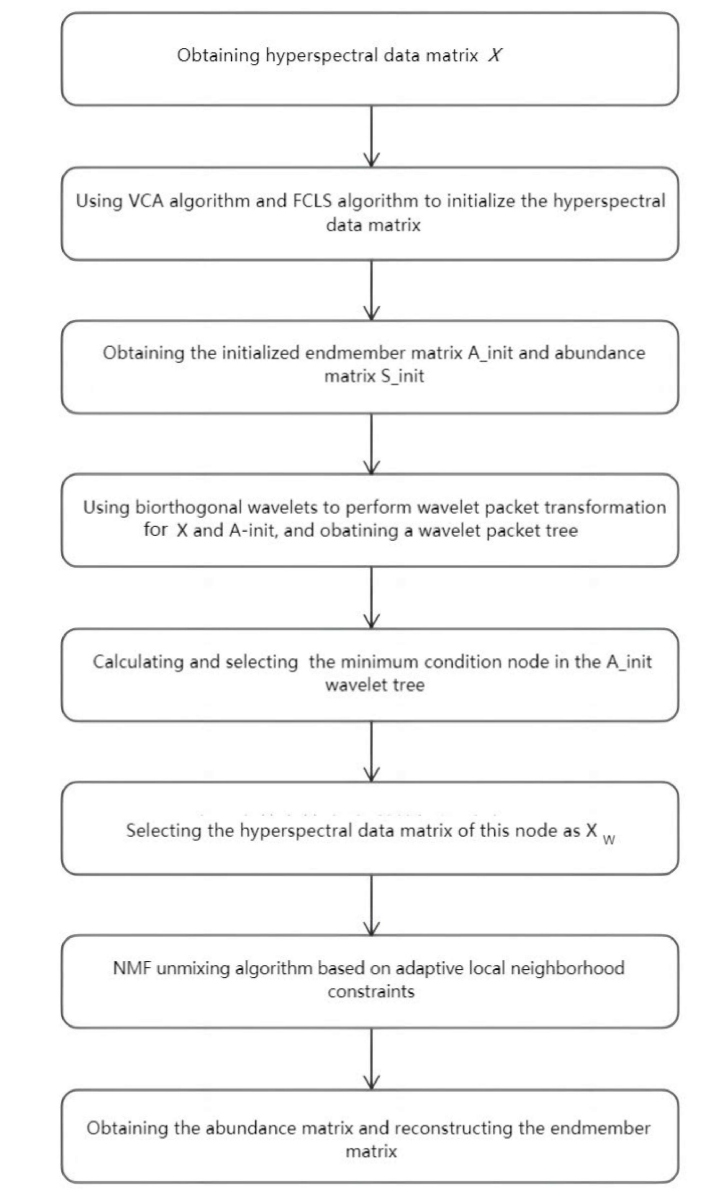 Obtaining hyperspectral data matrix X
Using VCA algorithm and FCLS algorithm to initialize the hyperspectral
data matrix
Obtaining the initialized endmember matrix A_init and abundance
matrix S_init
Using biorthogonal wavelets to perform wavelet packet transformation
for X and A-init, and obatining a wavelet packet tree
Calculating and selecting the minimum condition node in the A_init
wavelet tree
Selecting the hyperspectral data matrix of this node as X w
NMF unmixing algorithm based on adaptive local neighborhood
constraints
Obtaining the abundance matrix and reconstructing the endmember
matrix